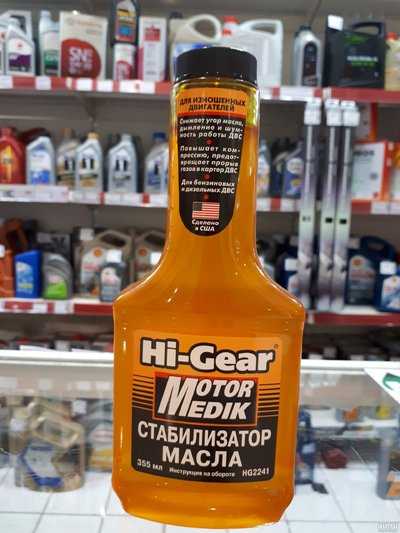 ДЛЯ ИЗНОШЕННЫХ
ДВИГАТЕЛЕЙ
Снижает угар масла,
дымление и шум-
ность работы ДВС
Повышает ком-
прессию, предот-
вращает прорыв
газов в картер ДВС
Для бензиновых
и дизельных ДВС
Сделано
в США
Hi-Gear
MOTOR
MEDIK
СТАБИЛИЗАТОР
МАСЛА
355 мл Инструкция на обороте HG2241